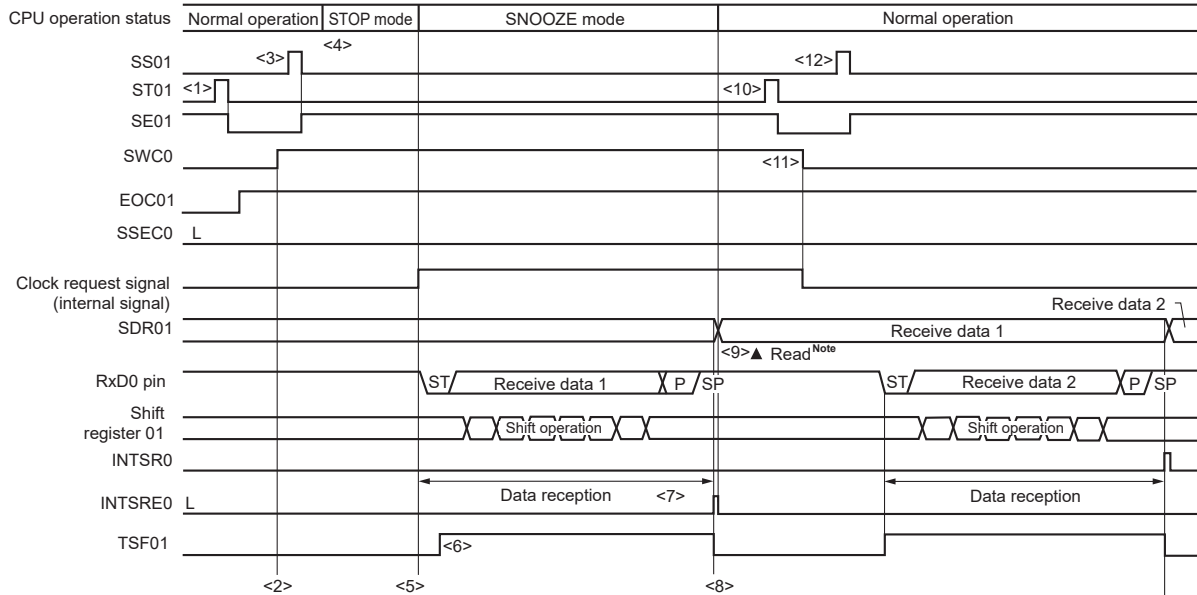 CPU operation status Normal operation STOP mode SNOOZE mode Normal operation
<4>
SS01 <3> <12>
ST01 <1> <10>
SE01
SWC0 <11>
EOC01
SSEC0 L
Clock request signal
(internal signal)
Receive data 2
SDR01 Receive data 1
<9>▲ Read Note
RxD0 pin ST Receive data 1 P SP ST Receive data 2 P SP
Shift
register 01 Shift operation Shift operation
INTSR0
Data reception <7> Data reception
INTSRE0 L
TSF01 <6>
<2> <5> <8>